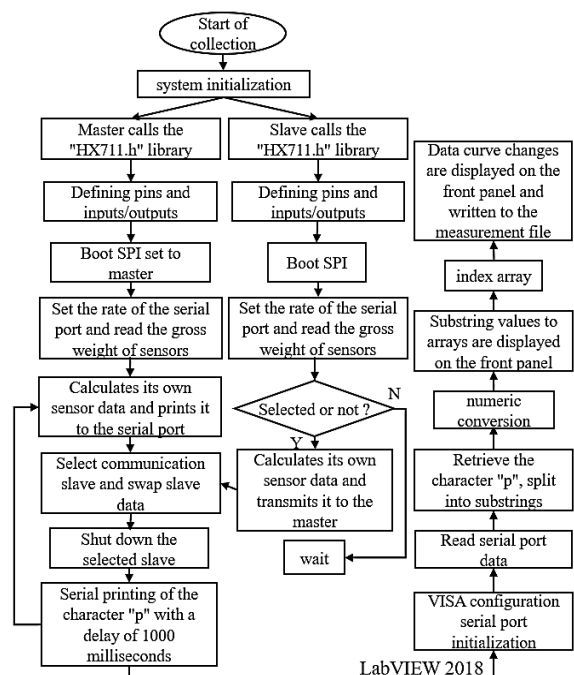 Start of
collection
system initialization
Master calls the
"HX711.h" library
Defining pins and
inputs/outputs
Boot SPI set to
master
Set the rate of the serial
port and read the gross
weight of sensors
Calculates its own
sensor data and prints it
to the serial port
Select communication
slave and swap slave
data
Shut down
the selected slave
Serial printing of the
character "p" with a
delay of 1000
milliseconds
Slave calls the
"HX711.h" library
Defining pins and
inputs/outputs
Boot SPI
Set the rate of the serial
port and read the gross
weight of sensors
Selected or not ?
N
Y
Calculates its own
sensor data and
transmits it to the
master
wait
Data curve changes
are displayed on the
front panel and
written to the
measurement file
index array
Substring values to
arrays are displayed
on the front panel
numeric
conversion
Retrieve the
character "p", split
into substrings
Read serial port
data
VISA configuration
serial port
initialization
LabVIEW 2018